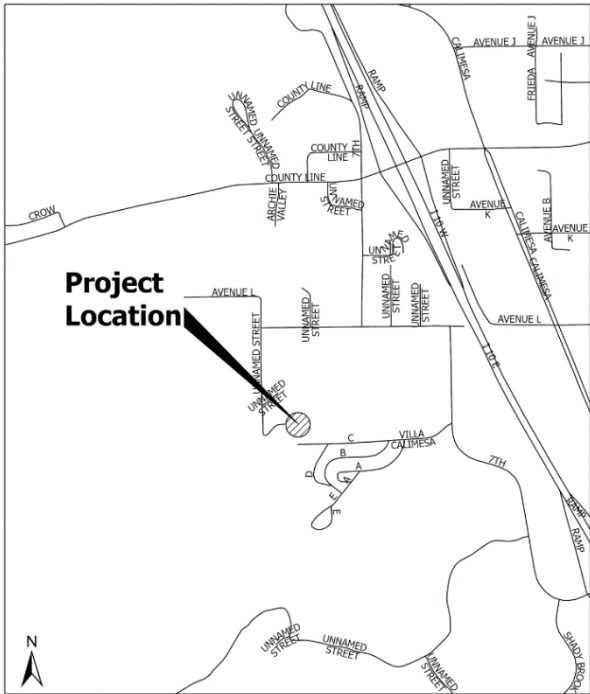 AVENUE J
AVENUE J
AVENUE J
CALIMESA
FRIEDA
RAMP
RAMP
COUNTY LINE
UNNAMED
STREET
UNNAMED
STREET
COUNTY
LINE
7TH
COUNTY LINE
ARCHIE
VALLEY
UNNAMED
STREET
UNNAMED
STREET
AVENUE
K
AVENUE B
AVENUE
K
CALIMESA
CALIMESA
CROW
I 10 W
UNNAMED
STREET
UNNAMED
STREET
UNNAMED
STREET
UNNAMED
STREET
Project
Location
AVENUE L
AVENUE L
UNNAMED STREET
I 10 E
UNNAMED
STREET
C
VILLA
CALIMESA
B
A
D
A
E
E
7TH
RAMP
RAMP
N
UNNAMED
STREET
UNNAMED
STREET
UNNAMED
STREET
SHADY BROOK